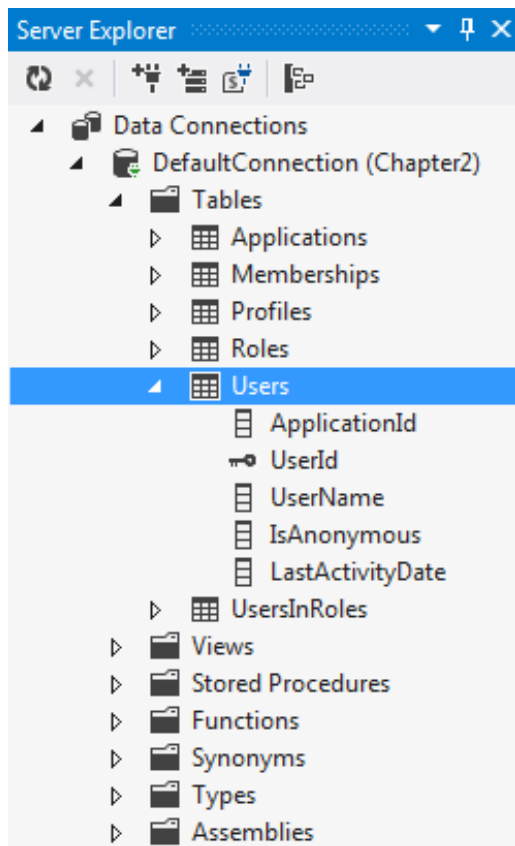 Server Explorer
Data Connections
DefaultConnection (Chapter2)
Tables
Applications
Memberships
Profiles
Roles
Users
ApplicationId
UserId
UserName
IsAnonymous
LastActivityDate
UsersInRoles
Views
Stored Procedures
Functions
Synonyms
Types
Assemblies